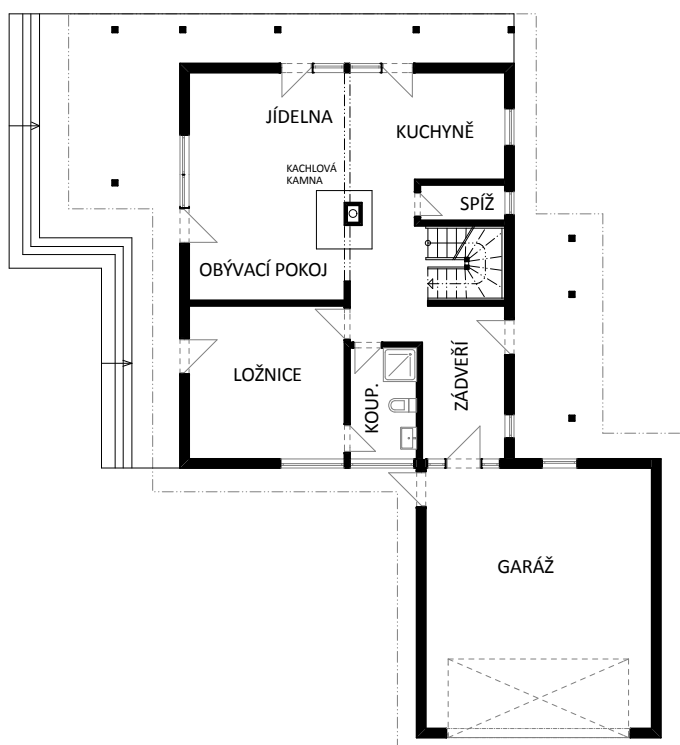 JÍDELNA
KUCHYNĚ
KACHLOVÁ
KAMNA
SPÍŽ
OBÝVACÍ POKOJ
LOŽNICE
KOUP.
ZÁDVEŘÍ
GARÁŽ